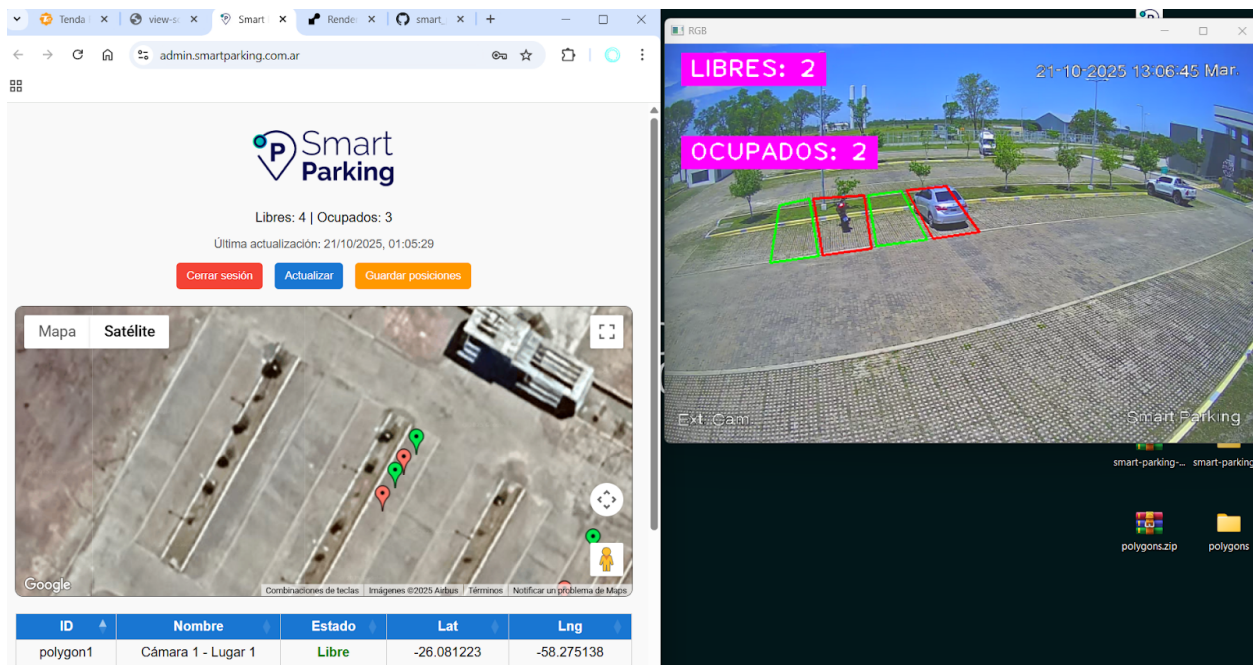 Tenda
view-s
Smart
Render
smart_
admin.smartparking.com.ar
P Smart
Parking
Libres: 4 | Ocupados: 3
Última actualización: 21/10/2025, 01:05:29
Cerrar sesión
Actualizar
Guardar posiciones
Mapa
Satélite
Google
Combinaciones de teclas
Imágenes ©2025 Airbus
Términos
Notificar un problema de Maps
ID
Nombre
Estado
Lat
Lng
polygon1
Cámara 1 - Lugar 1
Libre
-26.081223
-58.275138
RGB
LIBRES: 2
21-10-2025 13:06:45 Mar.
OCUPADOS: 2
Ext. Cam
Smart Parking
smart-parking-...
smart-parking
polygons.zip
polygons